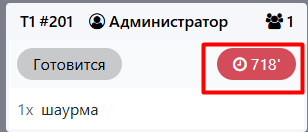 T1 #201 Администратор 1
Готовится 718'
1x шаурма